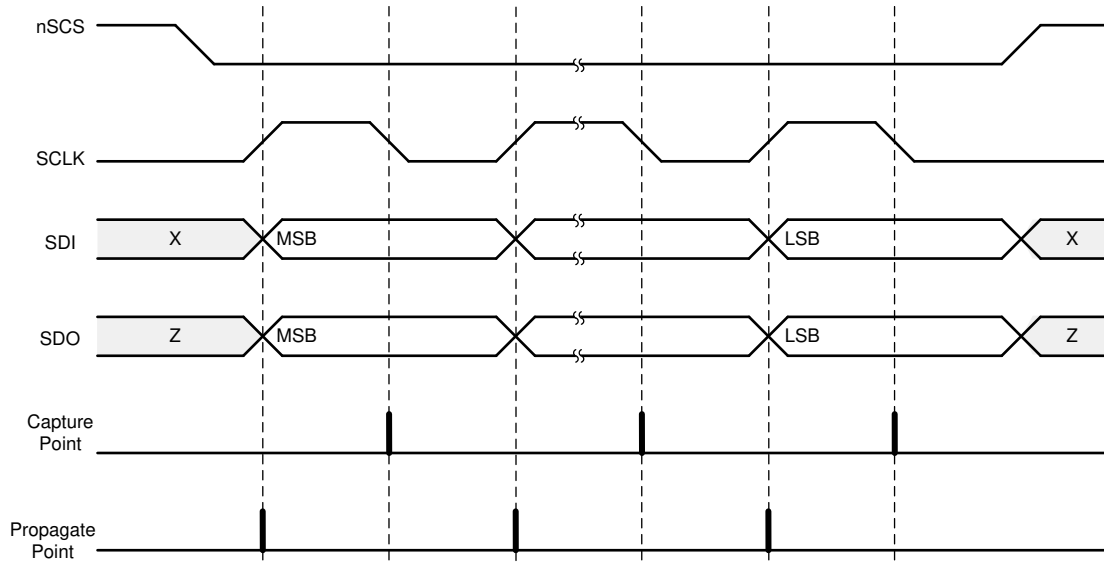 nSCS
SCLK
SDI
X
MSB
LSB
X
SDO
Z
MSB
LSB
Z
Capture
Point
Propagate
Point